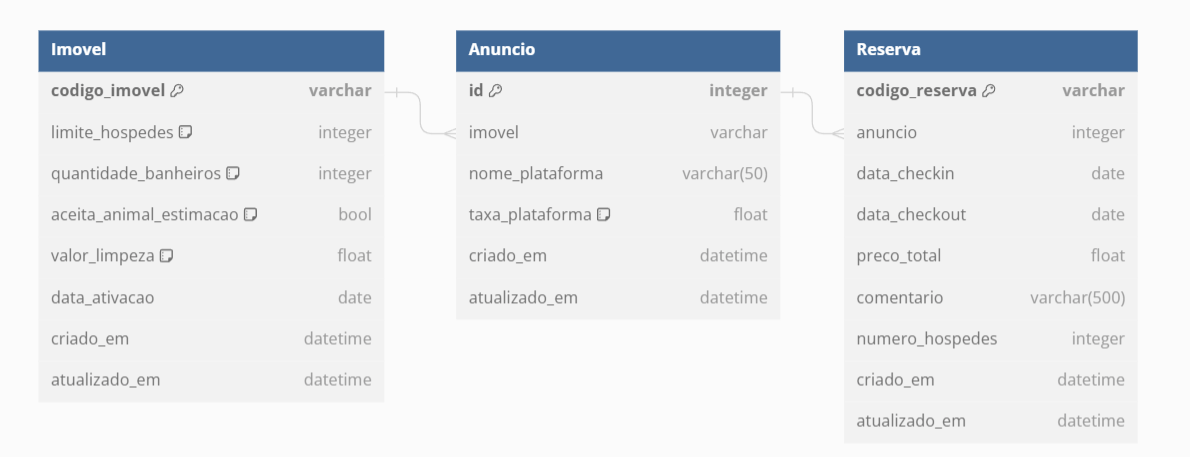 Imovel
codigo_imovel varchar
limite_hospedes integer
quantidade_banheiros integer
aceita_animal_estimacao bool
valor_limpeza float
data_ativacao date
criado_em datetime
atualizado_em datetime
Anuncio
id integer
imovel varchar
nome_plataforma varchar(50)
taxa_plataforma float
criado_em datetime
atualizado_em datetime
Reserva
codigo_reserva varchar
anuncio integer
data_checkin date
data_checkout date
preco_total float
comentario varchar(500)
numero_hospedes integer
criado_em datetime
atualizado_em datetime